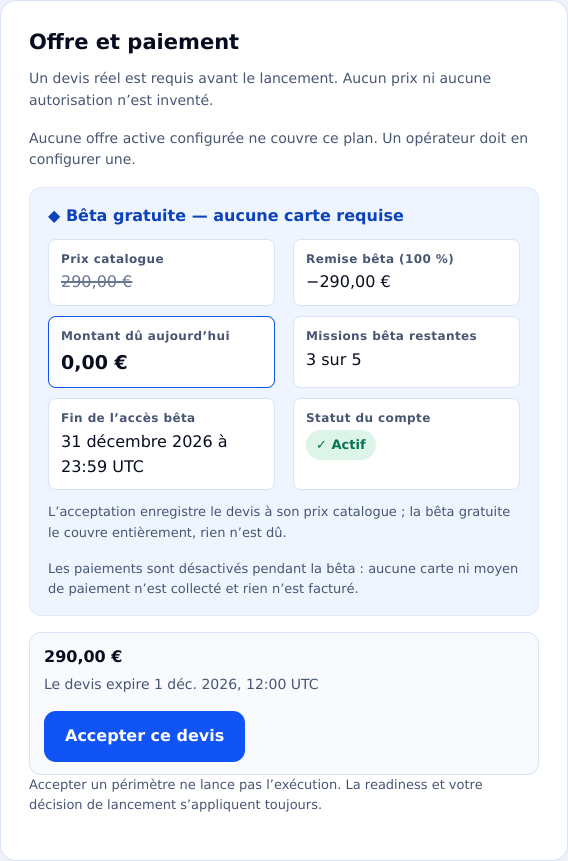 Offre et paiement
Un devis réel est requis avant le lancement. Aucun prix ni aucune
autorisation n’est inventé.
Aucune offre active configurée ne couvre ce plan. Un opérateur doit en
configurer une.
◆ Bêta gratuite — aucune carte requise
Prix catalogue
290,00 €
Remise bêta (100 %)
−290,00 €
Montant dû aujourd’hui
0,00 €
Missions bêta restantes
3 sur 5
Fin de l’accès bêta
31 décembre 2026 à
23:59 UTC
Statut du compte
✓ Actif
L’acceptation enregistre le devis à son prix catalogue ; la bêta gratuite
le couvre entièrement, rien n’est dû.
Les paiements sont désactivés pendant la bêta : aucune carte ni moyen
de paiement n’est collecté et rien n’est facturé.
290,00 €
Le devis expire 1 déc. 2026, 12:00 UTC
Accepter ce devis
Accepter un périmètre ne lance pas l’exécution. La readiness et votre
décision de lancement s’appliquent toujours.